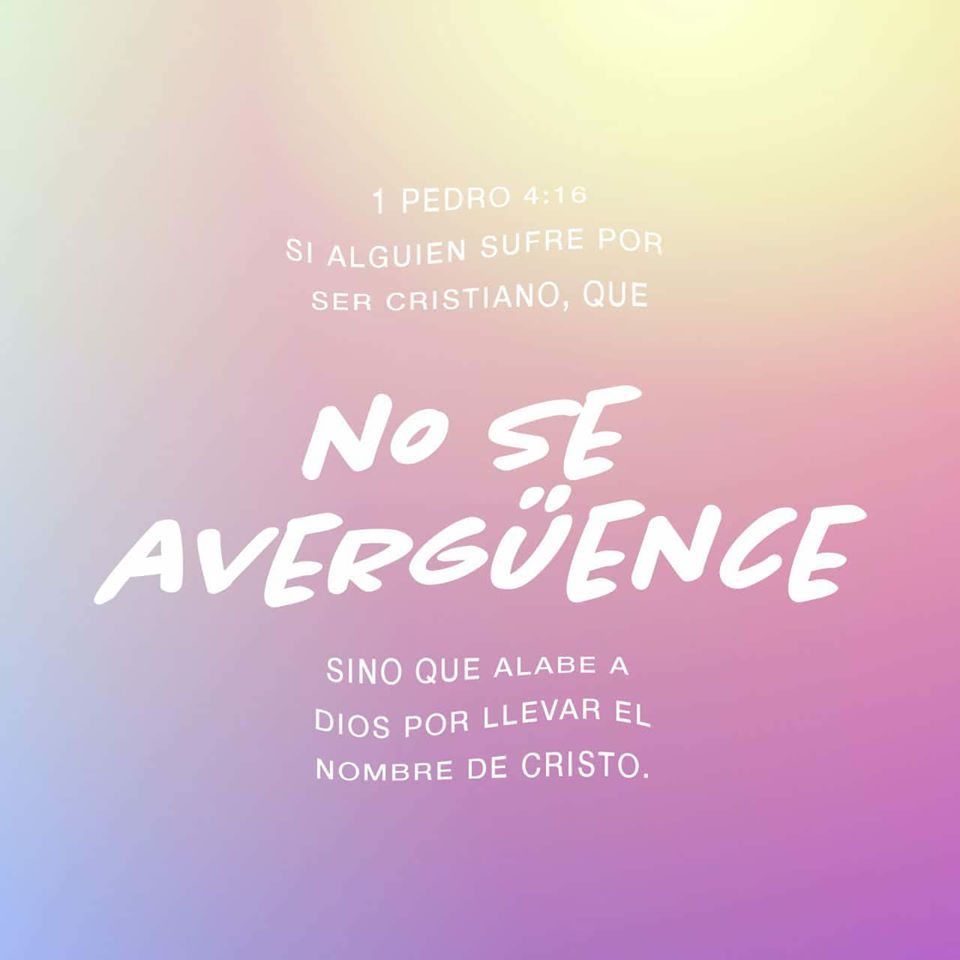 1 PEDRO 4:16
SI ALGUIEN SUFRE POR
SER CRISTIANO, QUE
NO SE
AVERGÜENCE
SINO QUE ALABE A
DIOS POR LLEVAR EL
NOMBRE DE CRISTO.